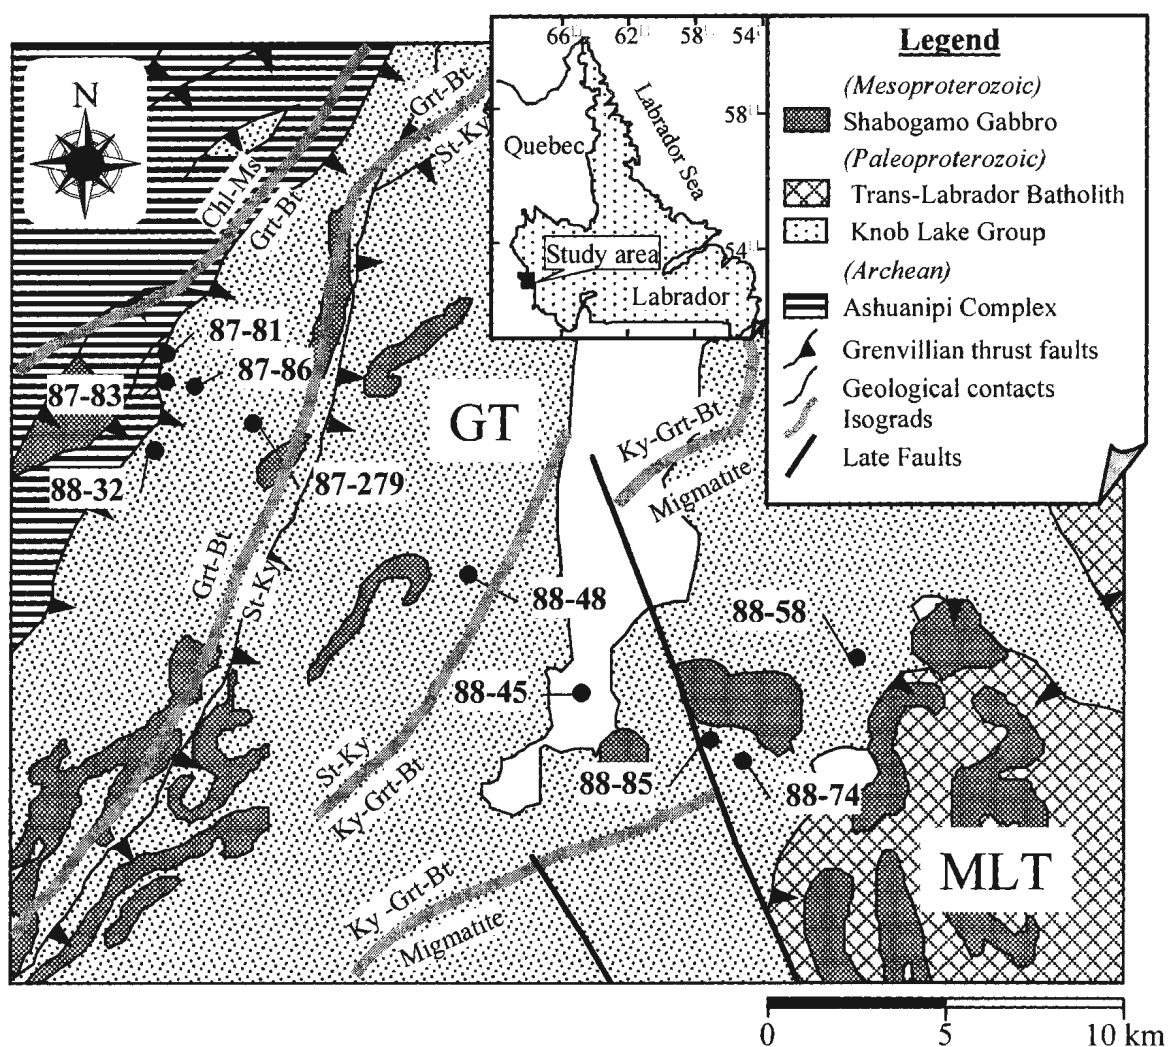 N
66°
62°
58°
54°
58°
54°
Quebec
Labrador Sea
Study area
Labrador
Legend
(Mesoproterozoic)
Shabogamo Gabbro
(Paleoproterozoic)
Trans-Labrador Batholith
Knob Lake Group
(Archean)
Ashuanipi Complex
Grenvillian thrust faults
Geological contacts
Isograds
Late Faults
Chl-Ms
Grt-Bt
Grt-Bt
St-Ky
87-81
87-86
87-83
88-32
87-279
GT
Ky-Grt-Bt
Migmatite
Grt-Bt
St-Ky
88-48
88-58
88-45
88-85
88-74
St-Ky
Ky-Grt-Bt
Ky -Grt-Bt
Migmatite
MLT
0
5
10 km